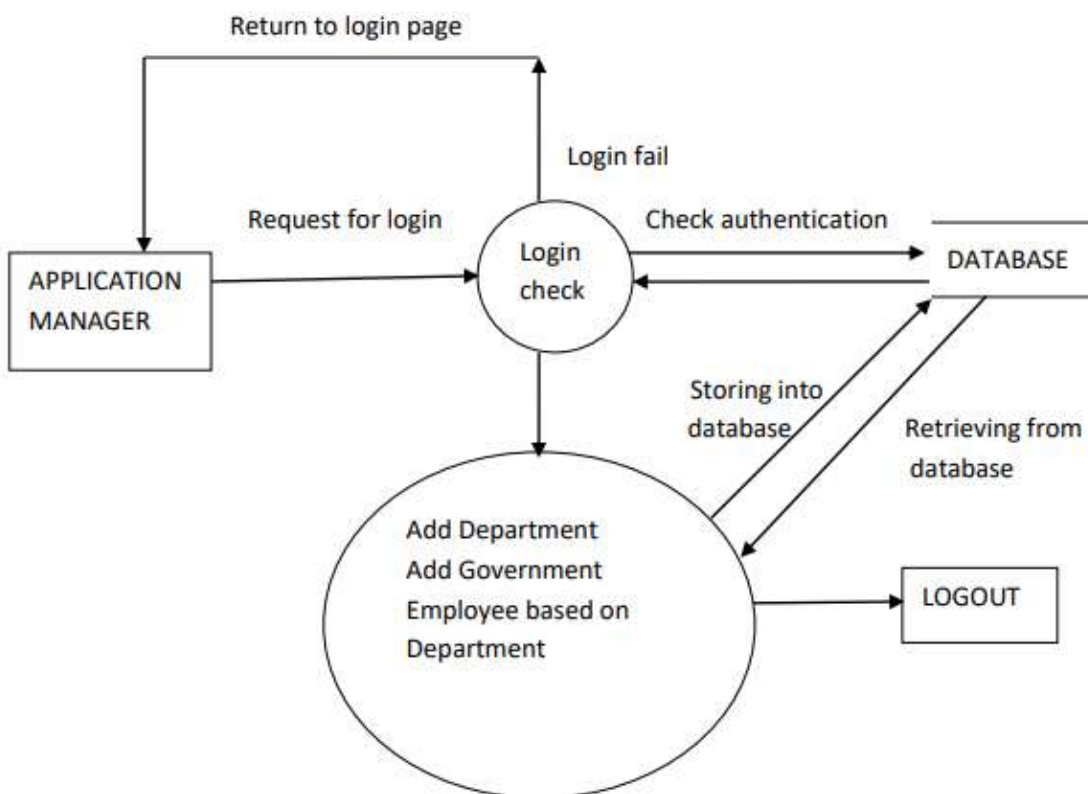 Return to login page
Login fail
Request for login
Check authentication
Login
check
DATABASE
APPLICATION
MANAGER
Storing into
database
Retrieving from
database
Add Department
Add Government
Employee based on
Department
LOGOUT